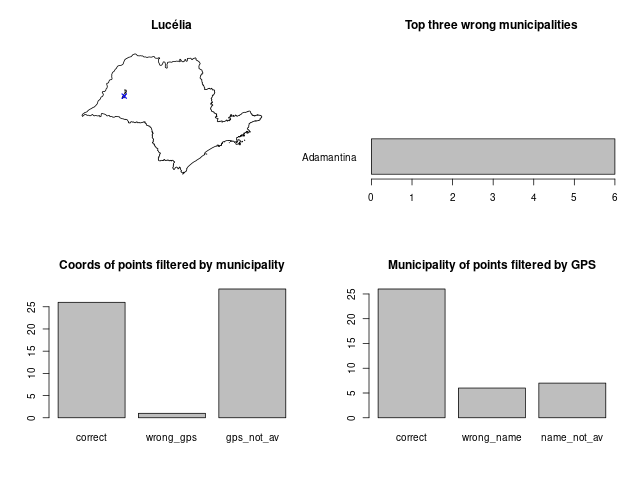 Lucélia
Top three wrong municipalities
Adamantina
0 1 2 3 4 5 6
Coords of points filtered by municipality
0 5 10 15 20 25
correct wrong_gps gps_not_av
Municipality of points filtered by GPS
0 5 10 15 20 25
correct wrong_name name_not_av